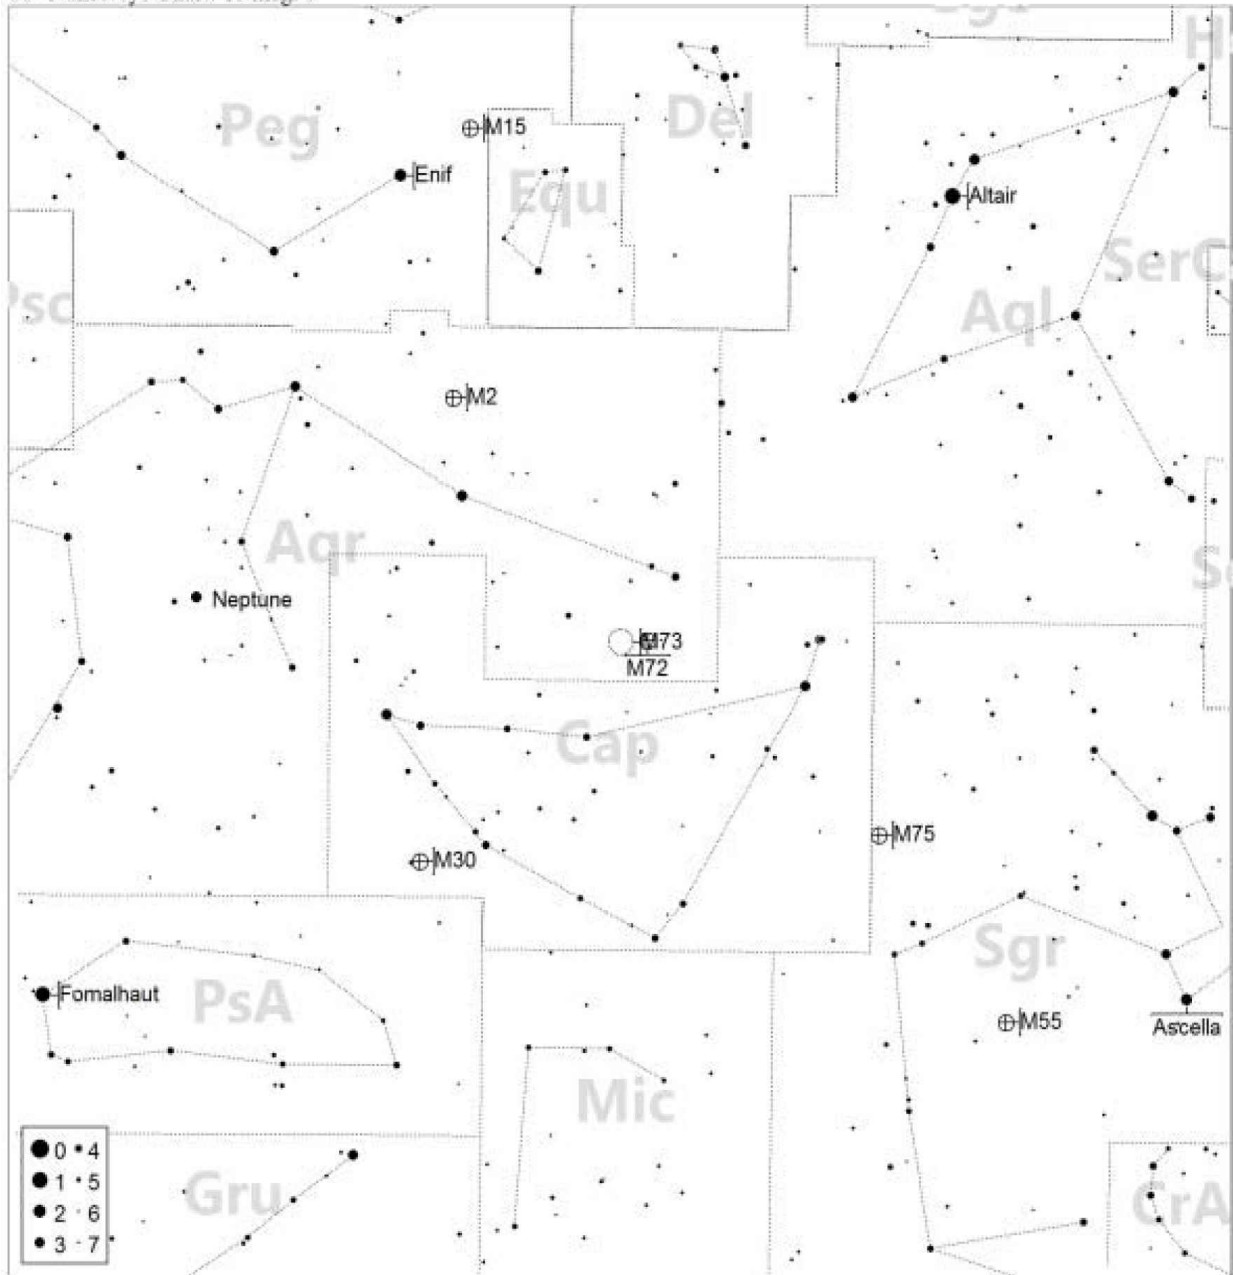 Peg
M15
Enif
Equ
Del
Altair
SerC
Aql
Psc
M2
Aqr
Neptune
M73
M72
Cap
M30
M75
Sgr
Fomalhaut
PsA
M55
Ascella
Mic
Gru
CrA
0 4
1 5
2 6
3 7